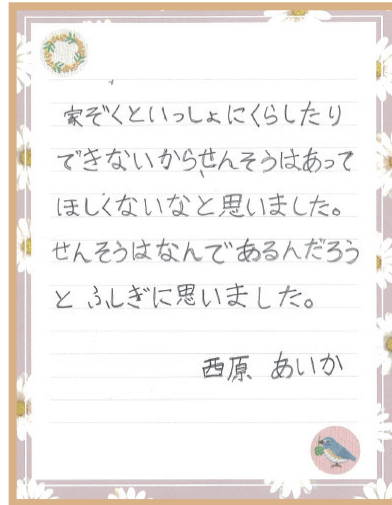 家ぞくといっしょにくらしたり
できないからせんそうはあって
ほしくないなと思いました。
せんそうはなんであるんだろう
とふしぎに思いました。
西原 あいか